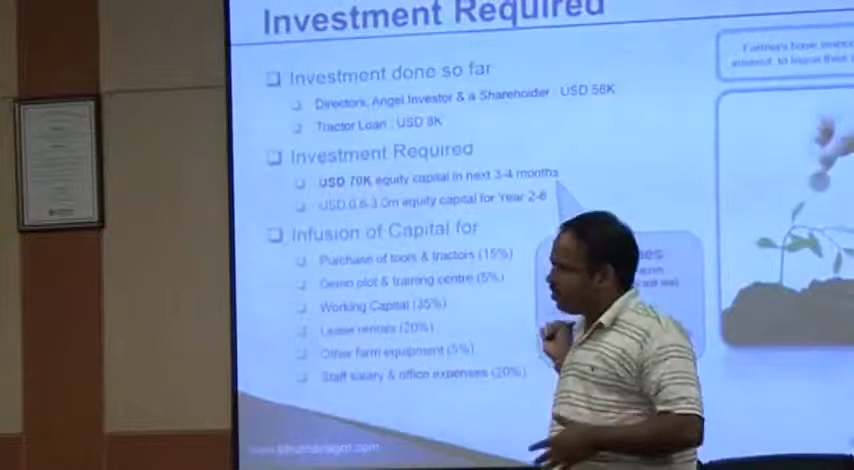 Investment Required
Investment done so far
Directors, Angel Investor & a Shareholder : USD 56K
Tractor Loan : USD 8K
Investment Required
USD 70K equity capital in next 3-4 months
USD 0.6-3.0m equity capital for Year 2-6
Infusion of Capital for
Purchase of tools & tractors (15%)
Demo plot & training centre (5%)
Working Capital (35%)
Lease rentals (20%)
Other farm equipment (5%)
Staff salary & office expenses (20%)
Farmers have